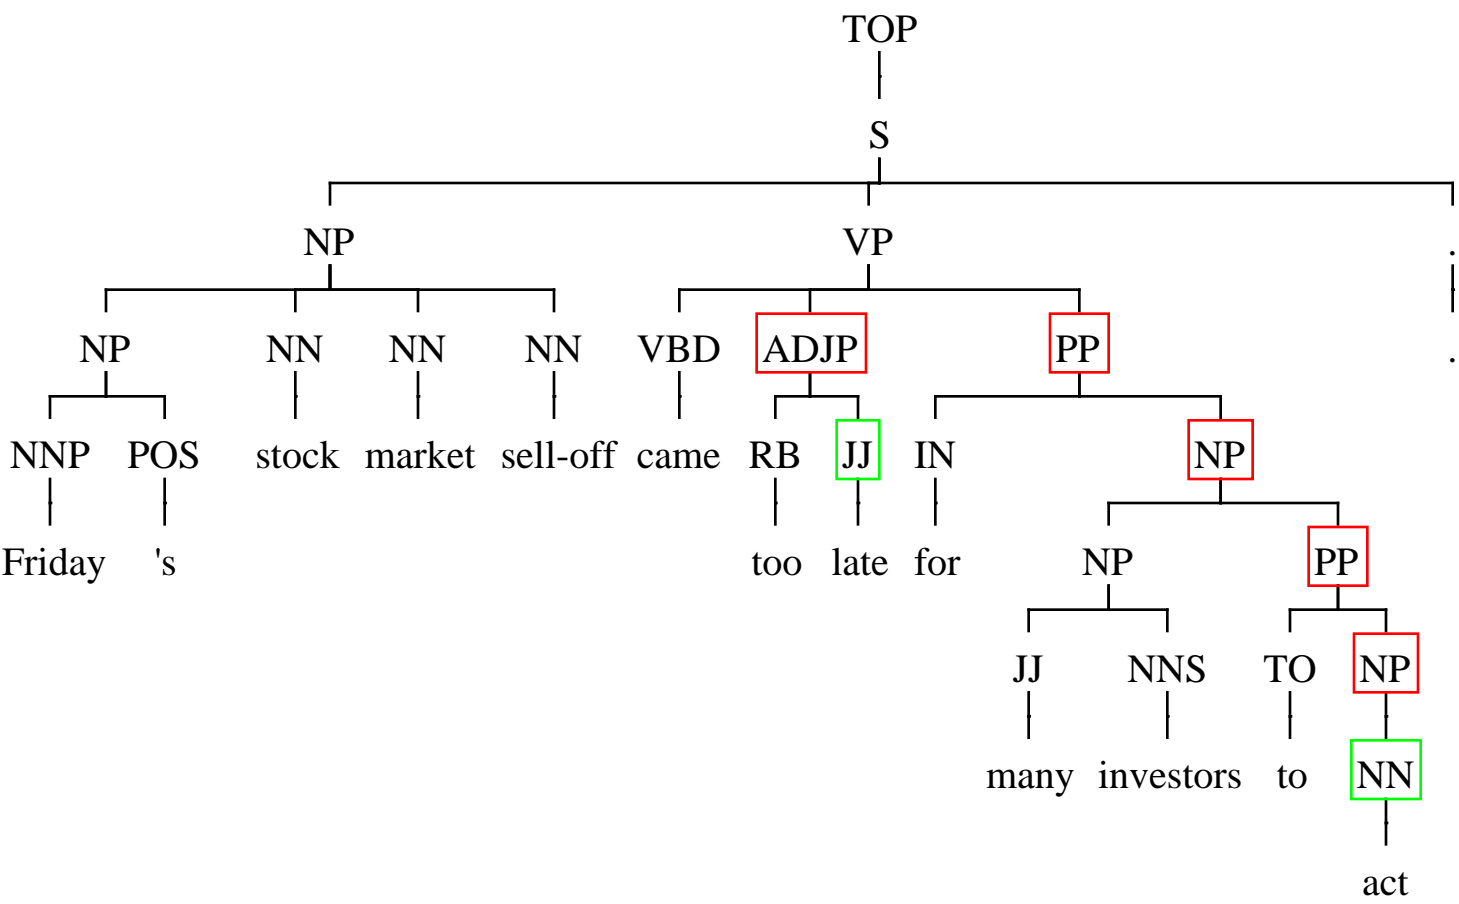 TOP
S
NP VP .
NP NN NN NN VBD ADJP PP .
NNP POS stock market sell-off came RB JJ IN NP
Friday 's too late for NP PP
JJ NNS TO NP
many investors to NN
act